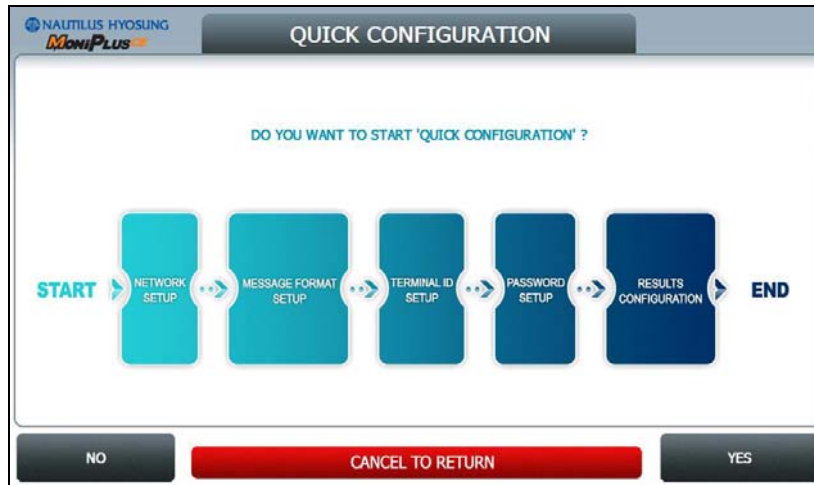 NAUTILUS HYOSUNG
MONIPLUS CE
QUICK CONFIGURATION
DO YOU WANT TO START 'QUICK CONFIGURATION' ?
START
NETWORK
SETUP
MESSAGE FORMAT
SETUP
TERMINAL ID
SETUP
PASSWORD
SETUP
RESULTS
CONFIGURATION
END
NO
CANCEL TO RETURN
YES